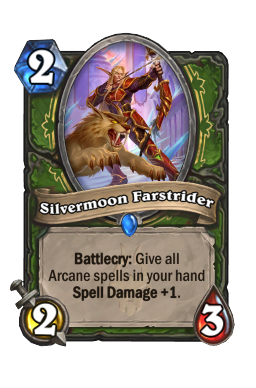 2
Silvermoon Farstrider
Battlecry: Give all
Arcane spells in your hand
Spell Damage +1.
2
3